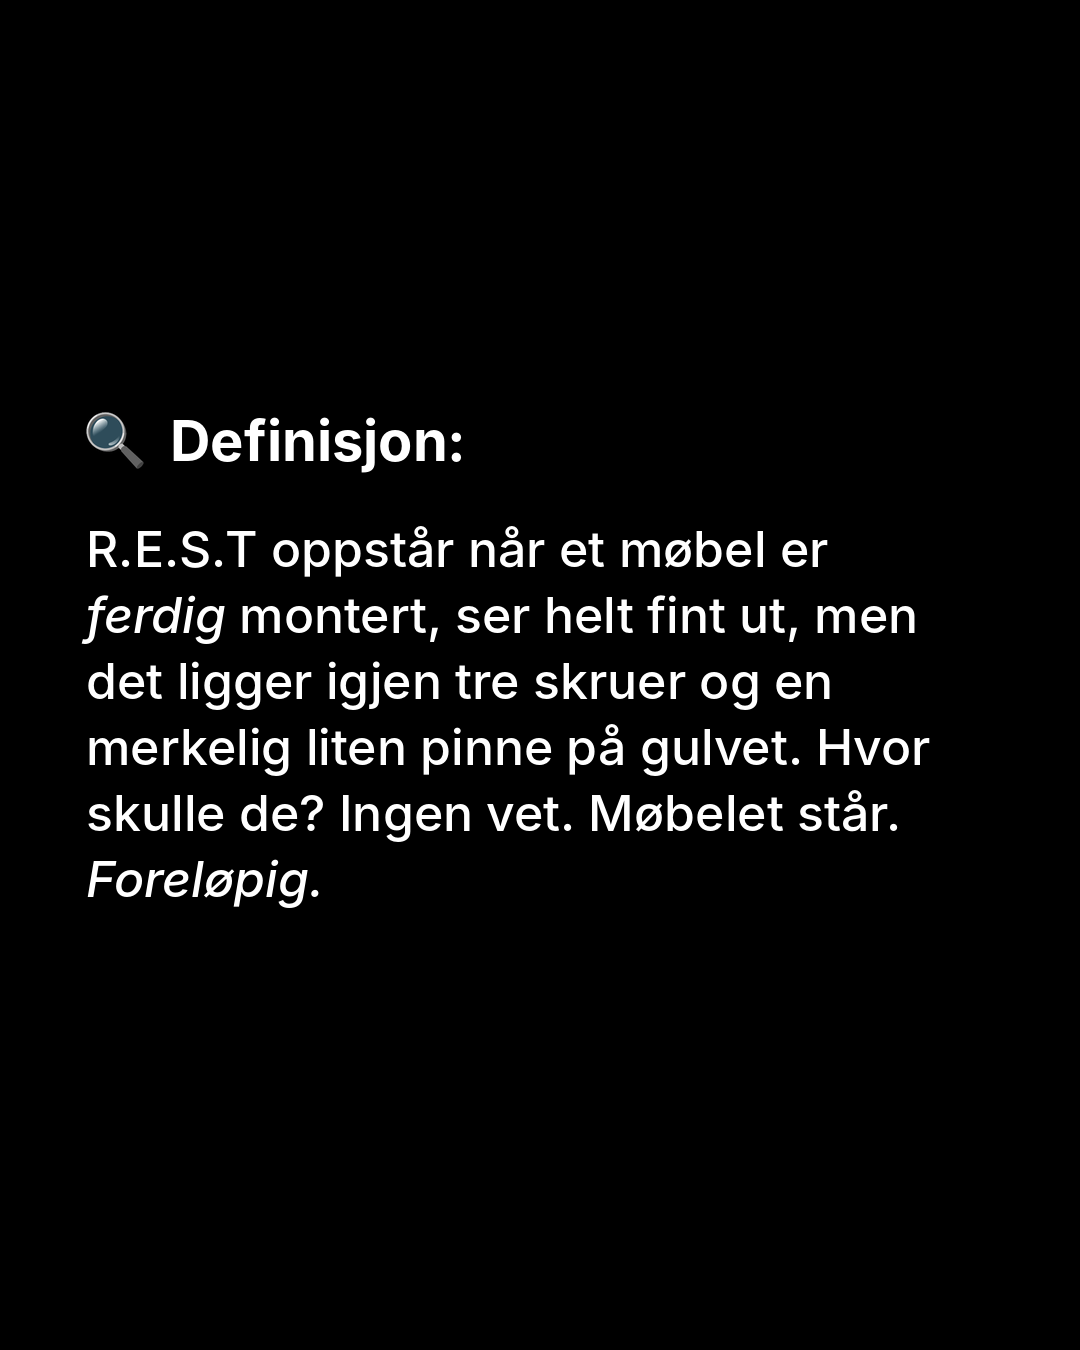 🔍 Definisjon:
R.E.S.T oppstår når et møbel er
ferdig montert, ser helt fint ut, men
det ligger igjen tre skruer og en
merkelig liten pinne på gulvet. Hvor
skulle de? Ingen vet. Møbelet står.
Foreløpig.